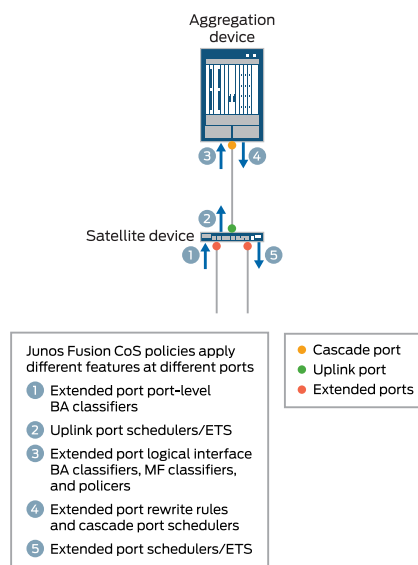 Aggregation
device
3
4
2
Satellite device
1
5
Junos Fusion CoS policies apply
different features at different ports
1 Extended port port-level
BA classifiers
2 Uplink port schedulers/ETS
3 Extended port logical interface
BA classifiers, MF classifiers,
and policers
4 Extended port rewrite rules
and cascade port schedulers
5 Extended port schedulers/ETS
Cascade port
Uplink port
Extended ports